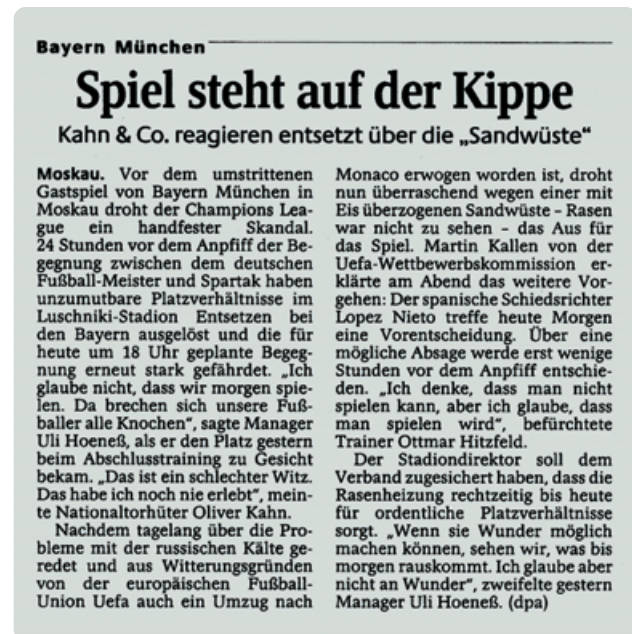 Bayern München
Spiel steht auf der Kippe
Kahn & Co. reagieren entsetzt über die „Sandwüste“
Moskau. Vor dem umstrittenen
Gastspiel von Bayern München in
Moskau droht der Champions Lea-
gue ein handfester Skandal.
24 Stunden vor dem Anpfiff der Be-
gegnung zwischen dem deutschen
Fußball-Meister und Spartak haben
unzumutbare Platzverhältnisse im
Luschniki-Stadion Entsetzen bei
den Bayern ausgelöst und die für
heute um 18 Uhr geplante Begeg-
nung erneut stark gefährdet. „Ich
glaube nicht, dass wir morgen spie-
len. Da brechen sich unsere Fuß-
baller alle Knochen“, sagte Manager
Uli Hoeneß, als er den Platz gestern
beim Abschlusstraining zu Gesicht
bekam. „Das ist ein schlechter Witz.
Das habe ich noch nie erlebt“, mein-
te Nationaltorhüter Oliver Kahn.
Nachdem tagelang über die Pro-
bleme mit der russischen Kälte ge-
redet und aus Witterungsgründen
von der europäischen Fußball-
Union Uefa auch ein Umzug nach
Monaco erwogen worden ist, droht
nun überraschend wegen einer mit
Eis überzogenen Sandwüste – Rasen
war nicht zu sehen – das Aus für
das Spiel. Martin Kallen von der
Uefa-Wettbewerbskommission er-
klärte am Abend das weitere Vor-
gehen: Der spanische Schiedsrichter
Lopez Nieto treffe heute Morgen
eine Vorentscheidung. Über eine
mögliche Absage werde erst wenige
Stunden vor dem Anpfiff entschie-
den. „Ich denke, dass man nicht
spielen kann, aber ich glaube, dass
man spielen wird“, befürchtete
Trainer Ottmar Hitzfeld.
Der Stadiondirektor soll dem
Verband zugesichert haben, dass die
Rasenheizung rechtzeitig bis heute
für ordentliche Platzverhältnisse
sorgt. „Wenn sie Wunder möglich
machen können, sehen wir, was bis
morgen rauskommt. Ich glaube aber
nicht an Wunder“, zweifelte gestern
Manager Uli Hoeneß. (dpa)